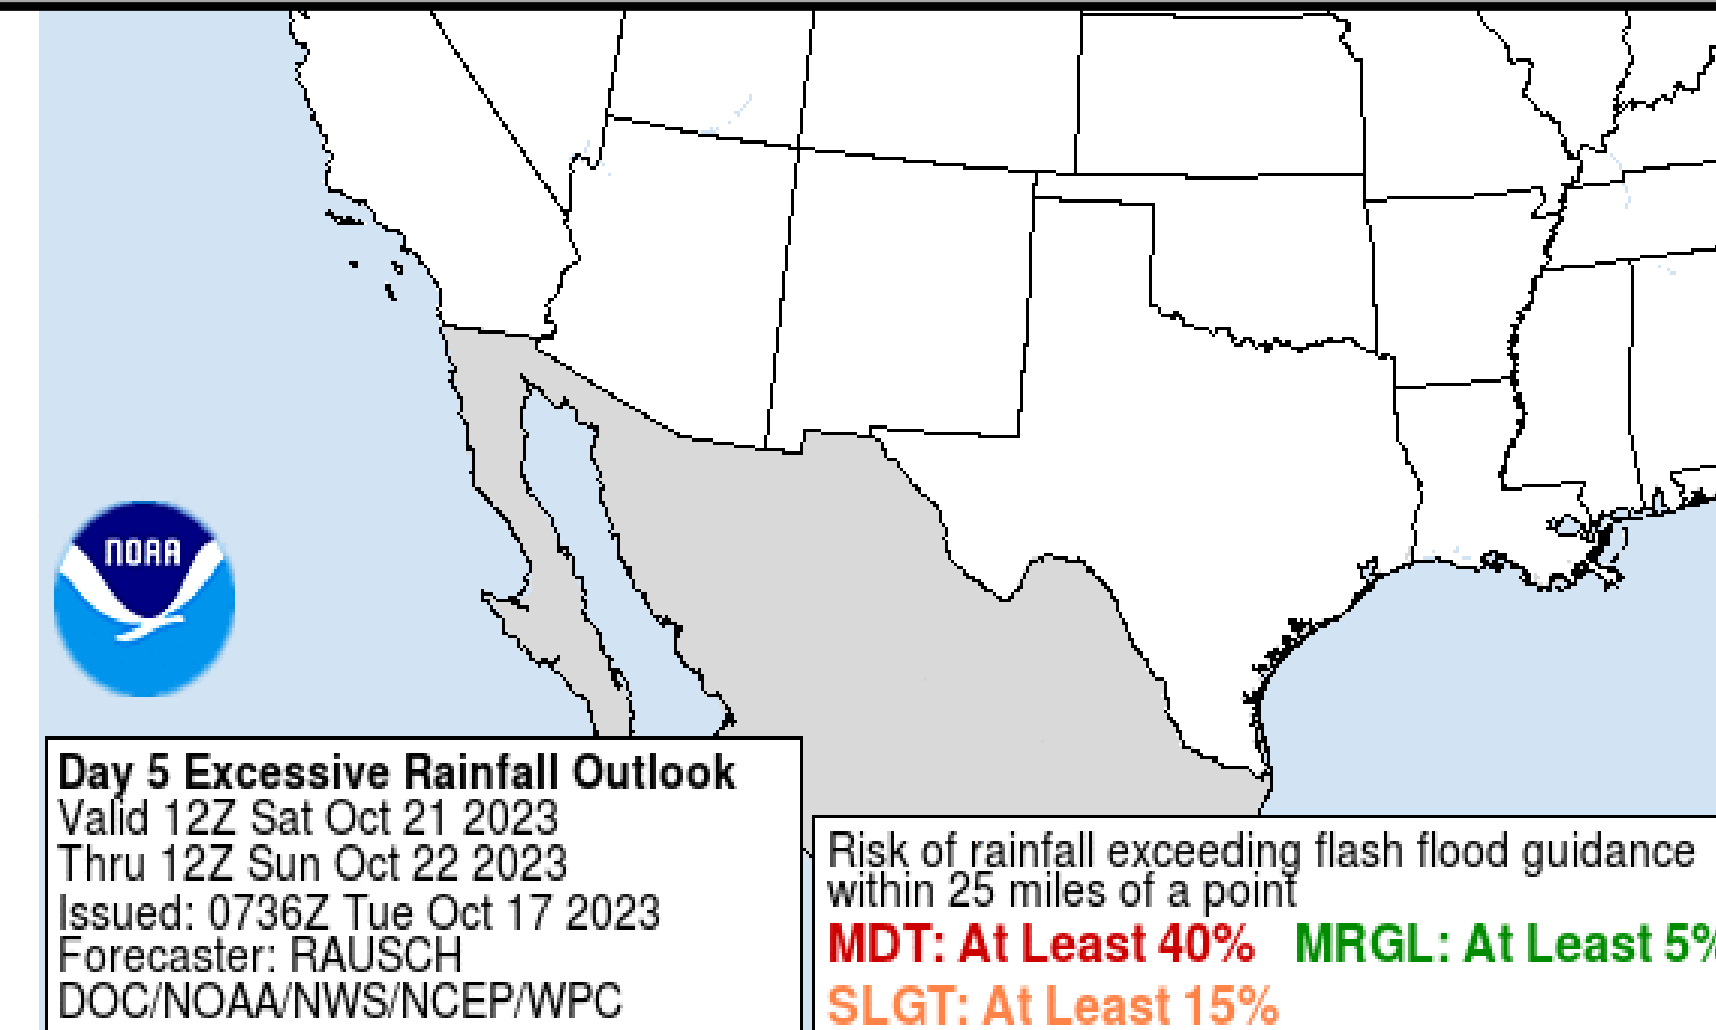 NOAA
Day 5 Excessive Rainfall Outlook
Valid 12Z Sat Oct 21 2023
Thru 12Z Sun Oct 22 2023
Issued: 0736Z Tue Oct 17 2023
Forecaster: RAUSCH
DOC/NOAA/NWS/NCEP/WPC
Risk of rainfall exceeding flash flood guidance
within 25 miles of a point
MDT: At Least 40% MRGL: At Least 5%
SLGT: At Least 15%